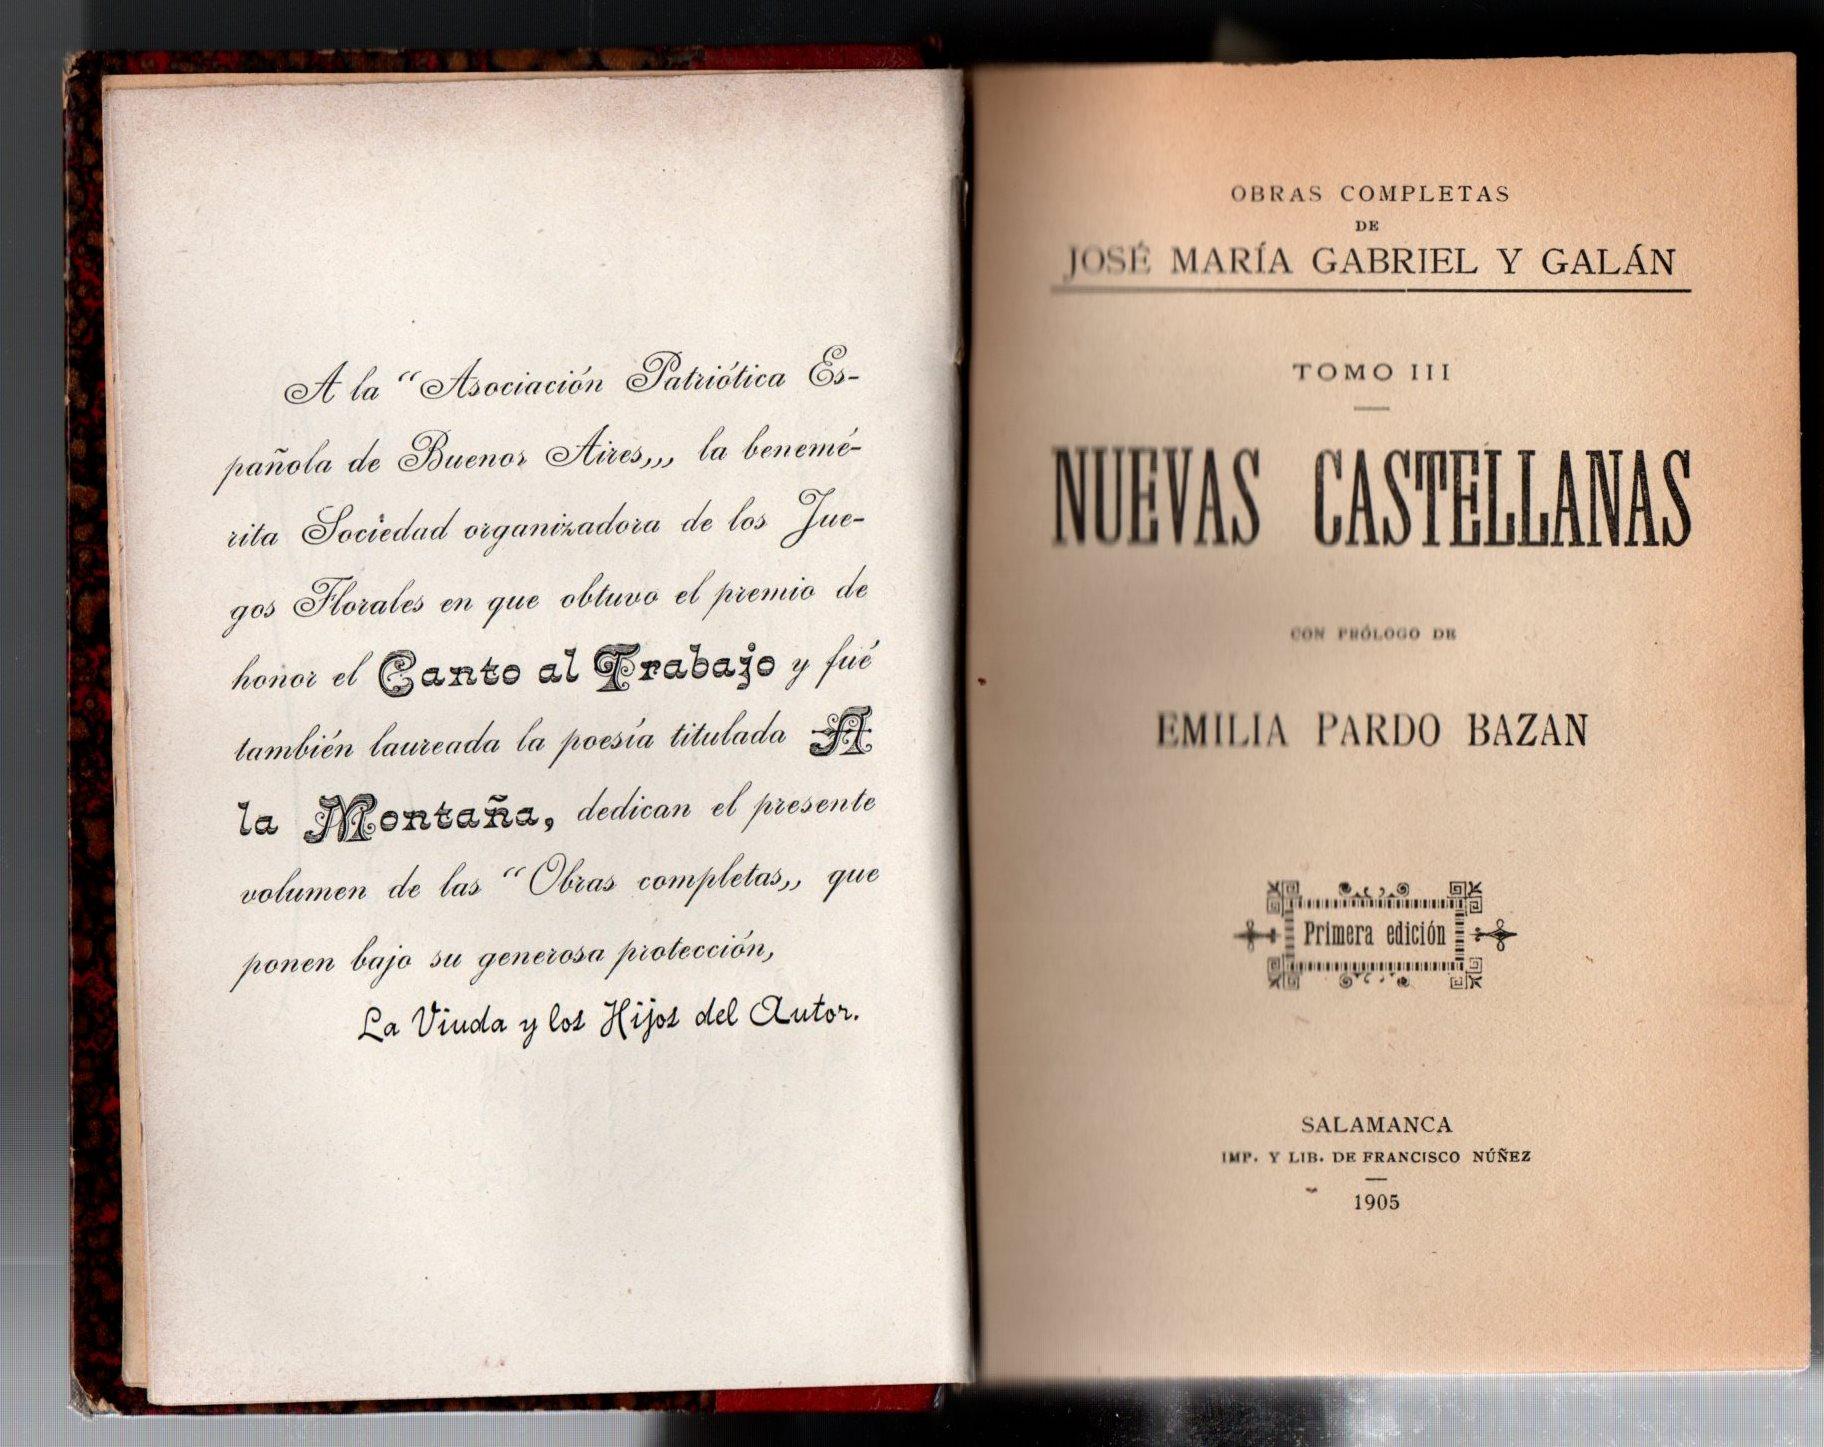 A la “Asociación Patriótica Es-
pañola de Buenos Aires,,, la benemé-
rita Sociedad organizadora de los Jue-
gos Florales en que obtuvo el premio de
honor el Canto al Trabajo y fué
también laureada la poesía titulada A
la Montaña, dedican el presente
volumen de las “Obras completas,, que
ponen bajo su generosa protección,
La Viuda y los Hijos del Autor.
OBRAS COMPLETAS
DE
JOSÉ MARÍA GABRIEL Y GALÁN
TOMO III
NUEVAS CASTELLANAS
CON PRÓLOGO DE
EMILIA PARDO BAZAN
Primera edición
SALAMANCA
IMP. Y LIB. DE FRANCISCO NÚÑEZ
1905